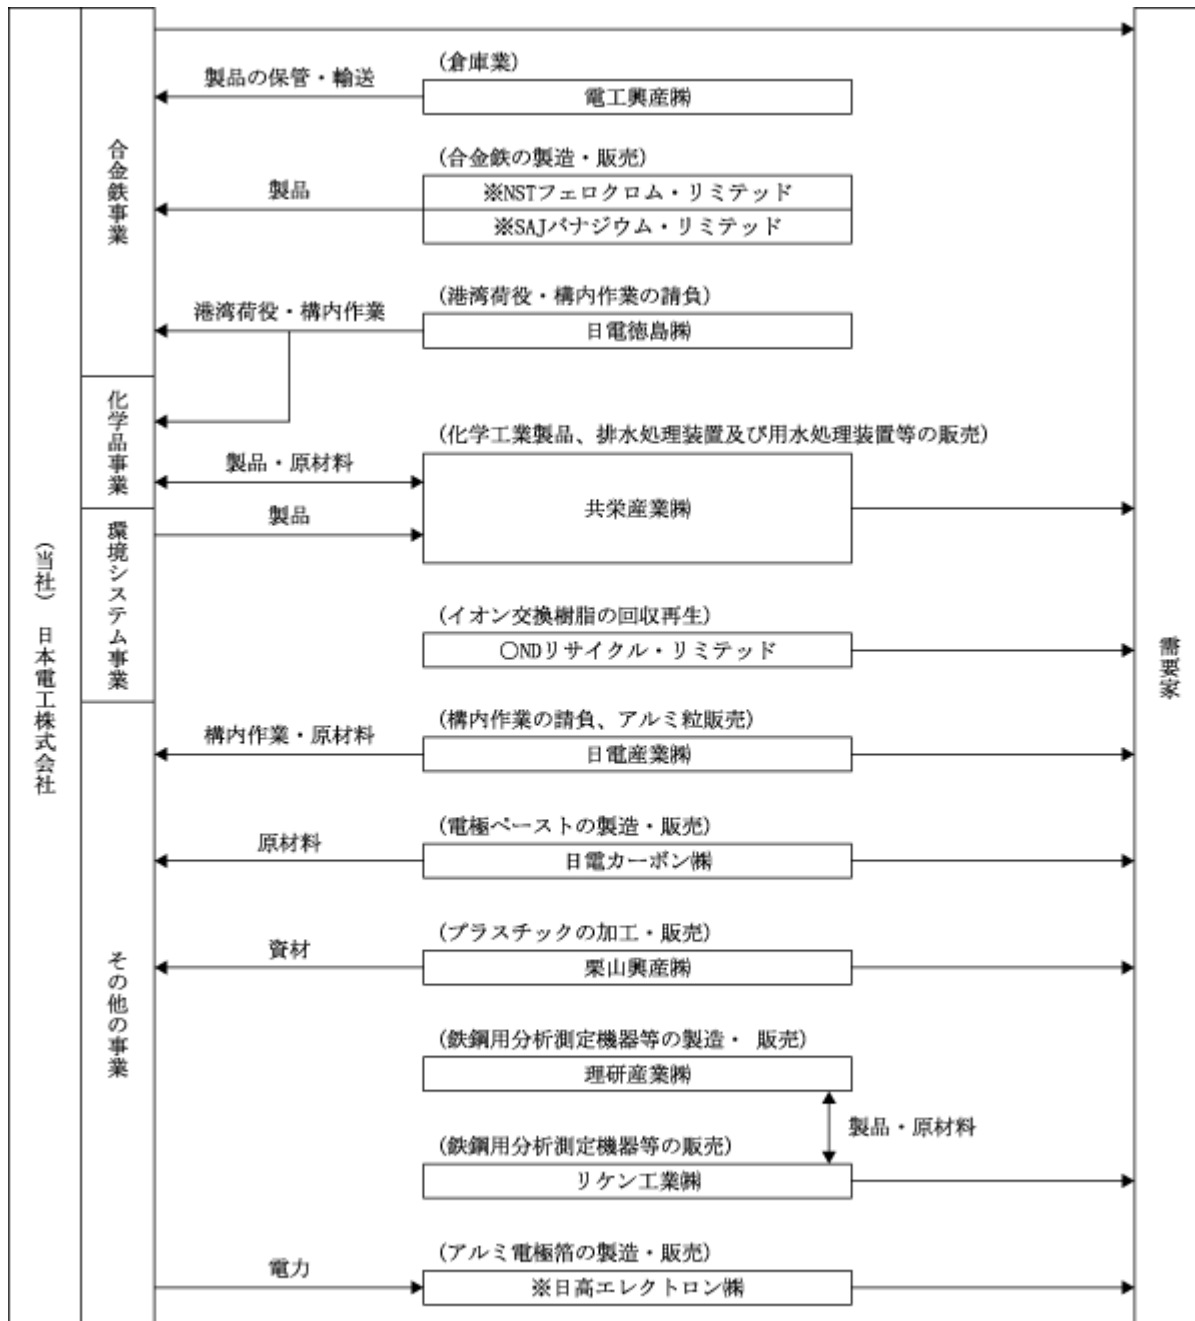 (当社) 日本電工株式会社
合金鉄事業
(倉庫業)
製品の保管・輸送
電工興産㈱
(合金鉄の製造・販売)
製品
※NSTフェロクロム・リミテッド
※SAJバナジウム・リミテッド
(港湾荷役・構内作業の請負)
港湾荷役・構内作業
日電徳島㈱
化学品事業
(化学工業製品、排水処理装置及び用水処理装置等の販売)
製品・原材料
共栄産業㈱
製品
環境システム事業
(イオン交換樹脂の回収再生)
○NDリサイクル・リミテッド
需要家
(構内作業の請負、アルミ粒販売)
構内作業・原材料
日電産業㈱
その他の事業
(電極ペーストの製造・販売)
原材料
日電カーボン㈱
(プラスチックの加工・販売)
資材
栗山興産㈱
(鉄鋼用分析測定機器等の製造・ 販売)
理研産業㈱
製品・原材料
(鉄鋼用分析測定機器等の販売)
リケン工業㈱
(アルミ電極箔の製造・販売)
電力
※日高エレクトロン㈱